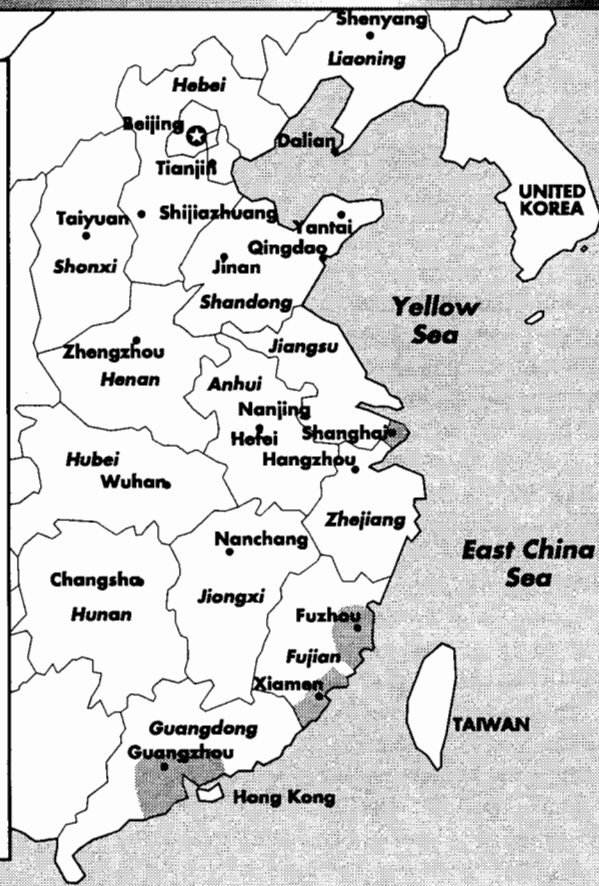 Shenyang
Liaoning
Hebei
Beijing
Dalian
Tianjin
UNITED
KOREA
Taiyuan
Shijiazhuang
Yantai
Qingdao
Jinan
Shonxi
Shandong
Yellow
Sea
Jiangsu
Zhengzhou
Henan
Anhui
Nanjing
Hefei
Shanghai
Hangzhou
Hubei
Wuhan
Zhejiang
Nanchang
East China
Sea
Changsha
Jiongxi
Hunan
Fuzhou
Fujian
Xiamen
Guangdong
TAIWAN
Guangzhou
Hong Kong